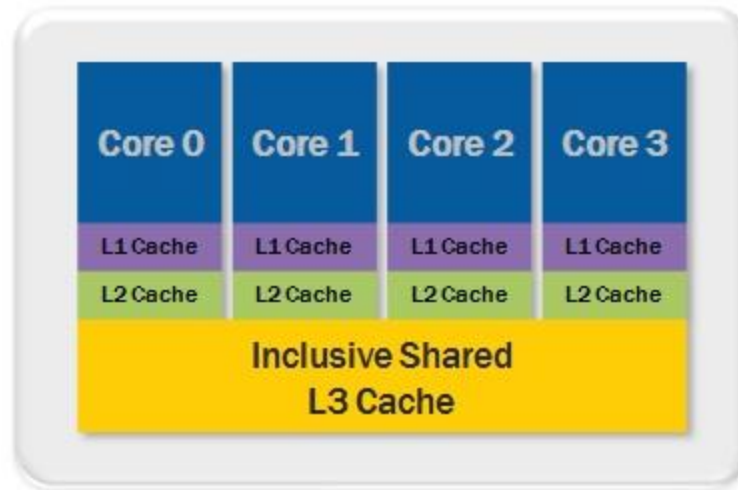 Core 0 Core 1 Core 2 Core 3
L1 Cache L1 Cache L1 Cache L1 Cache
L2 Cache L2 Cache L2 Cache L2 Cache
Inclusive Shared
L3 Cache